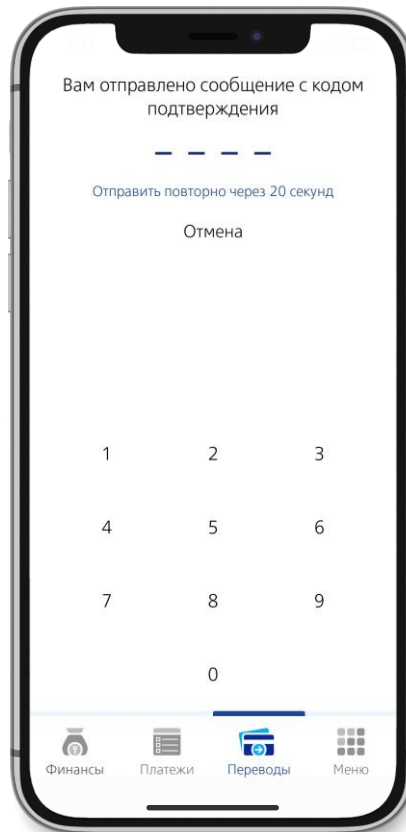 Вам отправлено сообщение с кодом
подтверждения
Отправить повторно через 20 секунд
Отмена
1 2 3
4 5 6
7 8 9
0
Финансы Платежи Переводы Меню